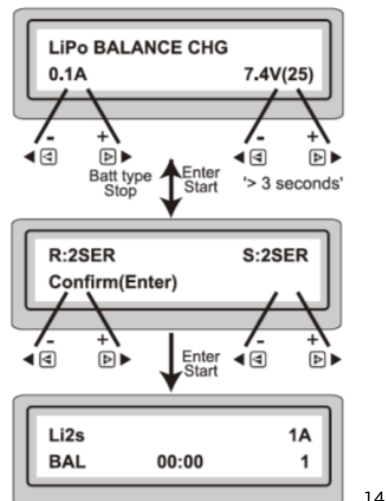 LiPo BALANCE CHG
0.1A 7.4V(25)
- + - +
Batt type Stop Enter Start '> 3 seconds'
R:2SER S:2SER
Confirm(Enter)
- + - +
Enter Start
Li2s 1A
BAL 00:00 1
14